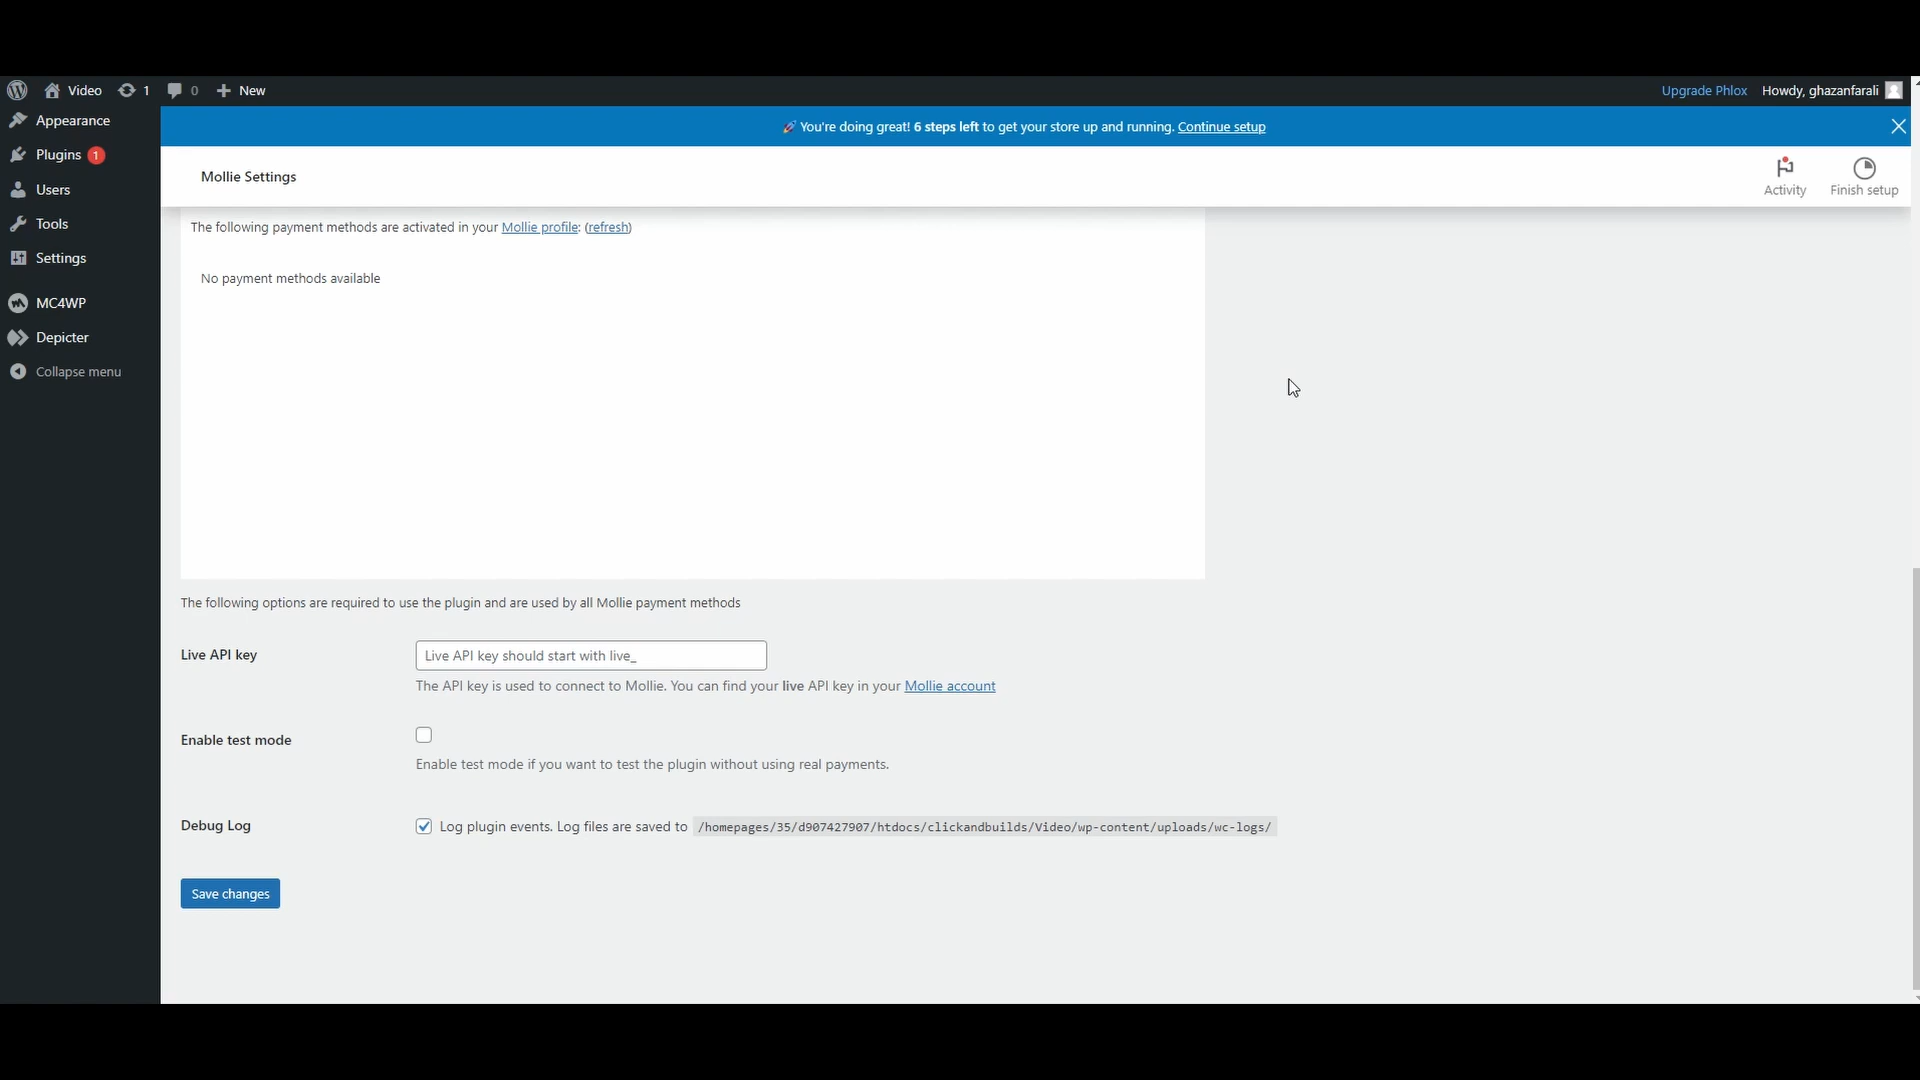 Video 1 0 New
Upgrade Phlox Howdy, ghazanfarali
Appearance
Plugins 1
Users
Tools
Settings
MC4WP
Depicter
Collapse menu
🚀 You're doing great! 6 steps left to get your store up and running. Continue setup
Mollie Settings
Activity
Finish setup
The following payment methods are activated in your Mollie profile: (refresh)
No payment methods available
The following options are required to use the plugin and are used by all Mollie payment methods
Live API key
Live API key should start with live_
The API key is used to connect to Mollie. You can find your live API key in your Mollie account
Enable test mode
Enable test mode if you want to test the plugin without using real payments.
Debug Log
Log plugin events. Log files are saved to /homepages/35/d907427907/htdocs/clickandbuilds/Video/wp-content/uploads/wc-logs/
Save changes